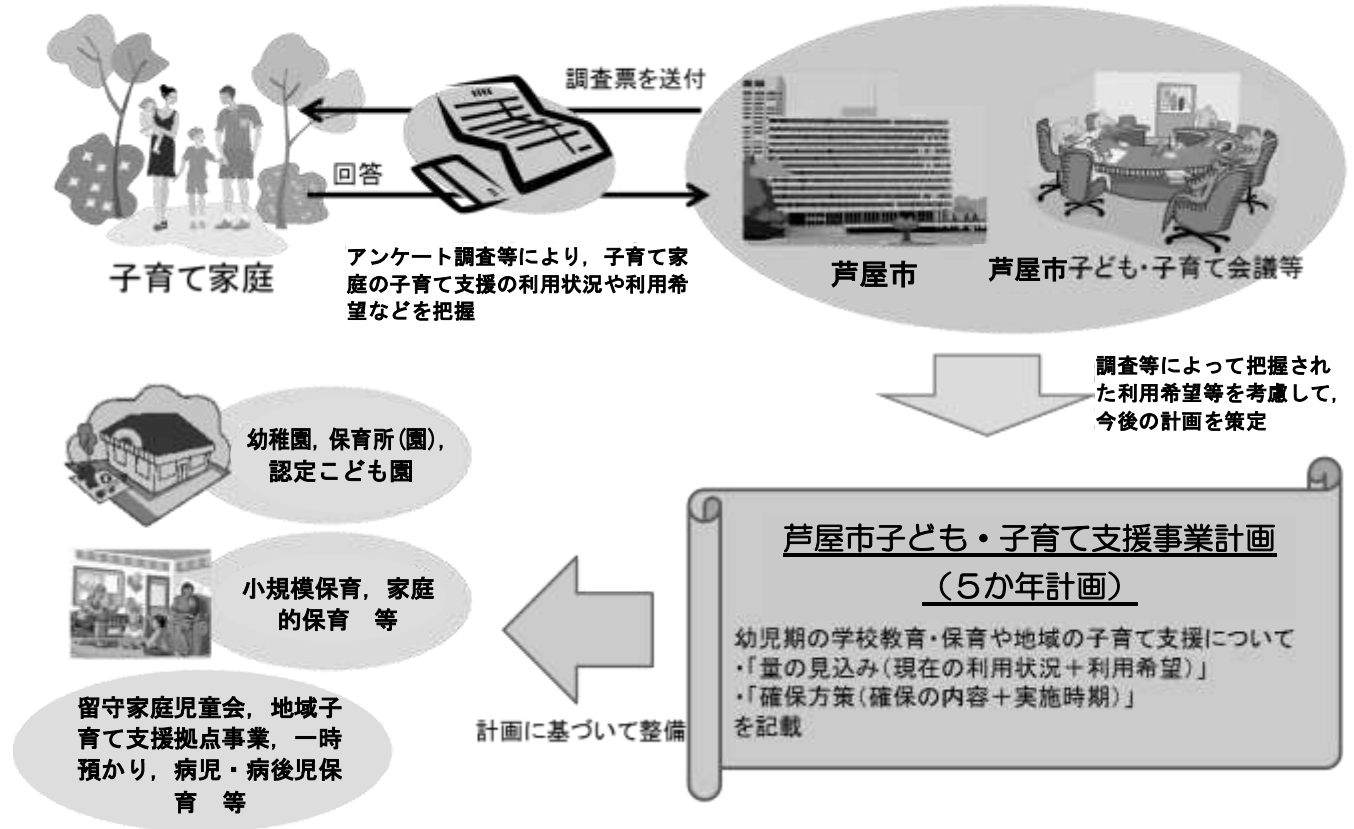 調査票を送付
回答
子育て家庭
アンケート調査等により，子育て家
庭の子育て支援の利用状況や利用希
望などを把握
芦屋市
芦屋市子ども・子育て会議等
調査等によって把握され
た利用希望等を考慮して，
今後の計画を策定
芦屋市子ども・子育て支援事業計画
（５か年計画）
幼児期の学校教育・保育や地域の子育て支援について
・「量の見込み（現在の利用状況＋利用希望）」
・「確保方策（確保の内容＋実施時期）」
を記載
計画に基づいて整備
幼稚園，保育所（園），
認定こども園
小規模保育，家庭
的保育　等
留守家庭児童会，地域子
育て支援拠点事業，一時
預かり，病児・病後児保
育　等